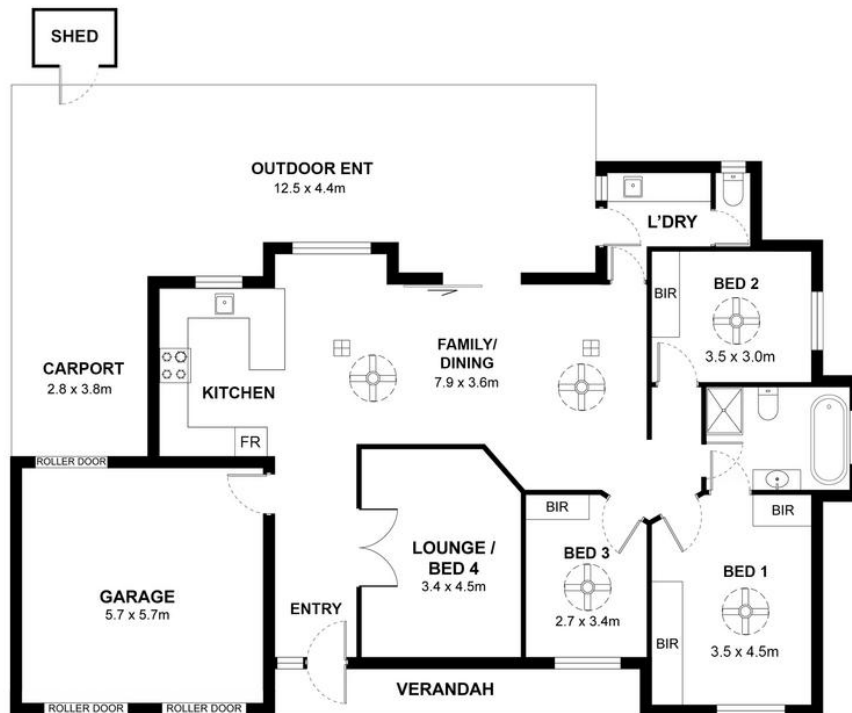 SHED
OUTDOOR ENT
12.5 x 4.4m
L'DRY
BIR
BED 2
3.5 x 3.0m
CARPORT
2.8 x 3.8m
KITCHEN
FR
FAMILY/
DINING
7.9 x 3.6m
ROLLER DOOR
GARAGE
5.7 x 5.7m
ROLLER DOOR
ROLLER DOOR
ENTRY
LOUNGE /
BED 4
3.4 x 4.5m
BIR
BED 3
2.7 x 3.4m
BIR
BED 1
3.5 x 4.5m
BIR
VERANDAH